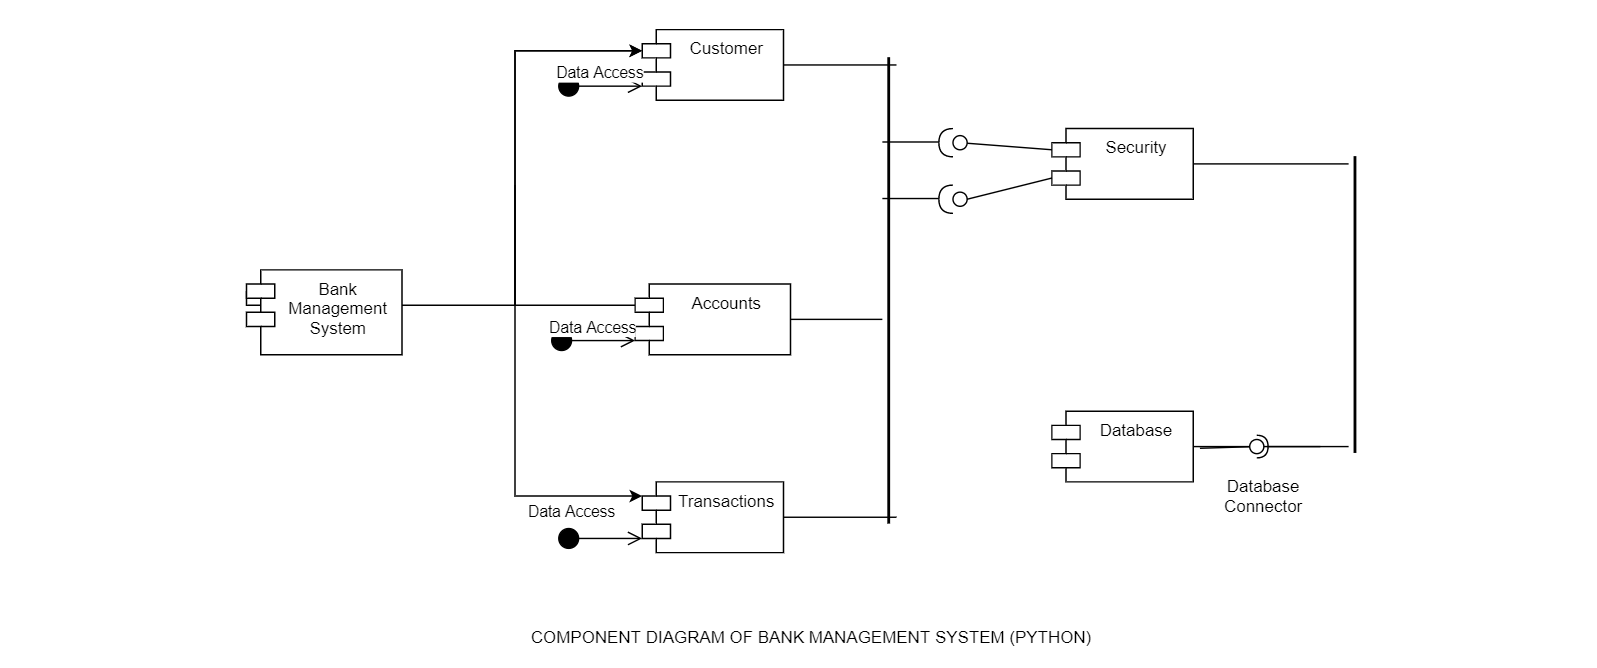 Customer
Data Access
Security
Bank
Management
System
Accounts
Data Access
Database
Transactions
Data Access
Database
Connector
COMPONENT DIAGRAM OF BANK MANAGEMENT SYSTEM (PYTHON)